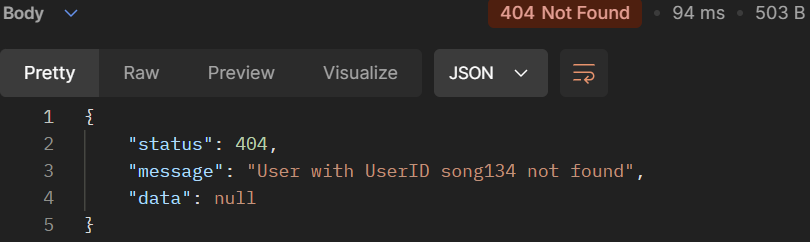 Body 404 Not Found • 94 ms • 503 B
Pretty Raw Preview Visualize JSON
1 {
2 "status": 404,
3 "message": "User with UserID song134 not found",
4 "data": null
5 }